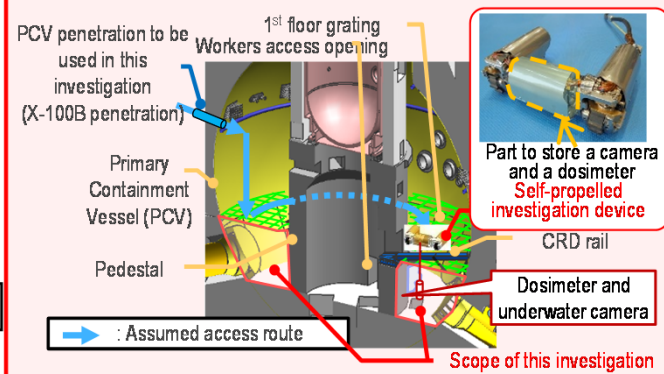 PCV penetration to be
used in this
investigation
(X-100B penetration)
1st floor grating
Workers access opening
Primary
Containment
Vessel (PCV)
Pedestal
Part to store a camera
and a dosimeter
Self-propelled
investigation device
CRD rail
Dosimeter and
underwater camera
: Assumed access route
Scope of this investigation